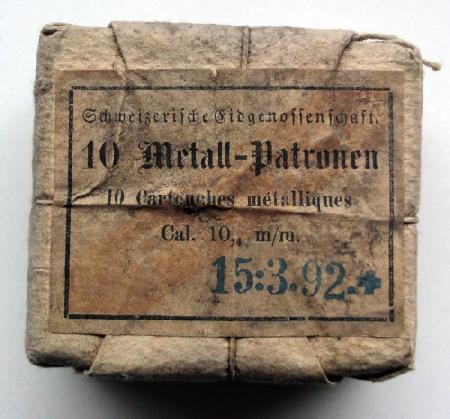 Schweizerische Eidgenossenschaft.
10 Metall-Patronen
10 Cartouches métalliques
Cal. 10,₄ m/m.
15.3.92.+